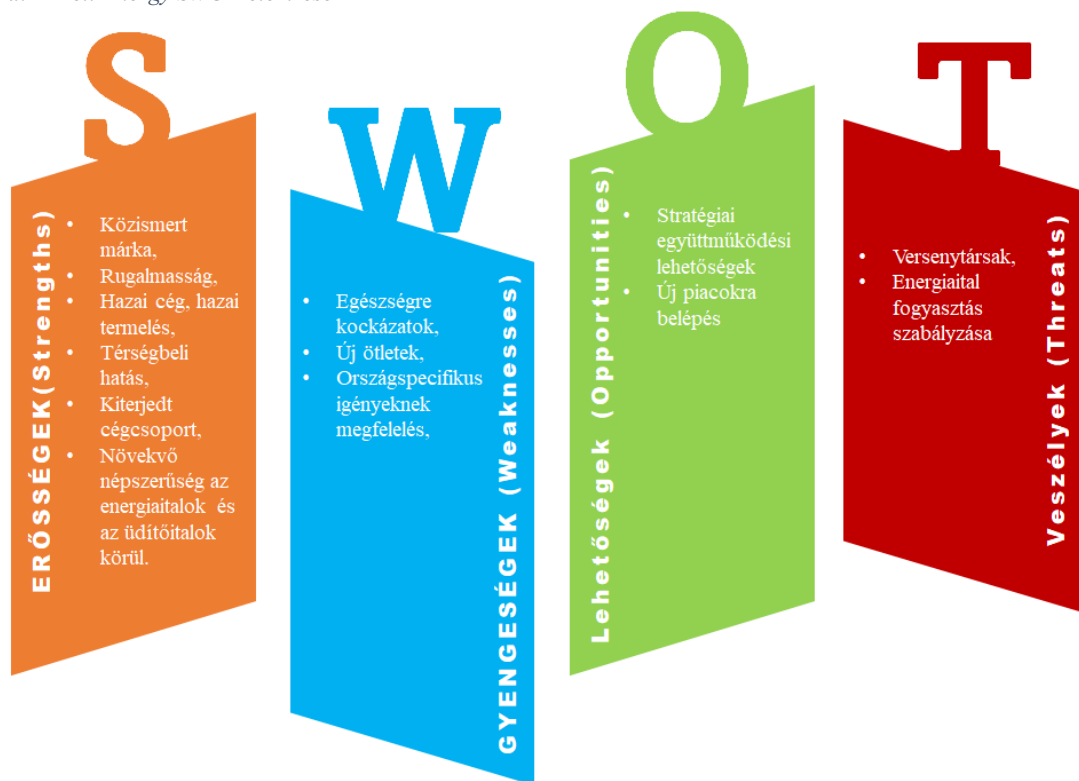 S
ERŐSSÉGEK(Strengths)
• Közismert
márka,
• Rugalmasság,
• Hazai cég, hazai
termelés,
• Térségbeli
hatás,
• Kiterjedt
cégcsoport,
• Növekvő
népszerűség az
energiaitalok és
az üdítőitalok
körül.
W
• Egészségre
kockázatok,
• Új ötletek,
• Országspecifikus
igényeknek
megfelelés,
GYENGESÉGEK (Weaknesses)
O
Lehetőségek (Opportunities)
• Stratégiai
együttműködési
lehetőségek
• Új piacokra
belépés
T
• Versenytársak,
• Energiaital
fogyasztás
szabályzása
Veszélyek (Threats)